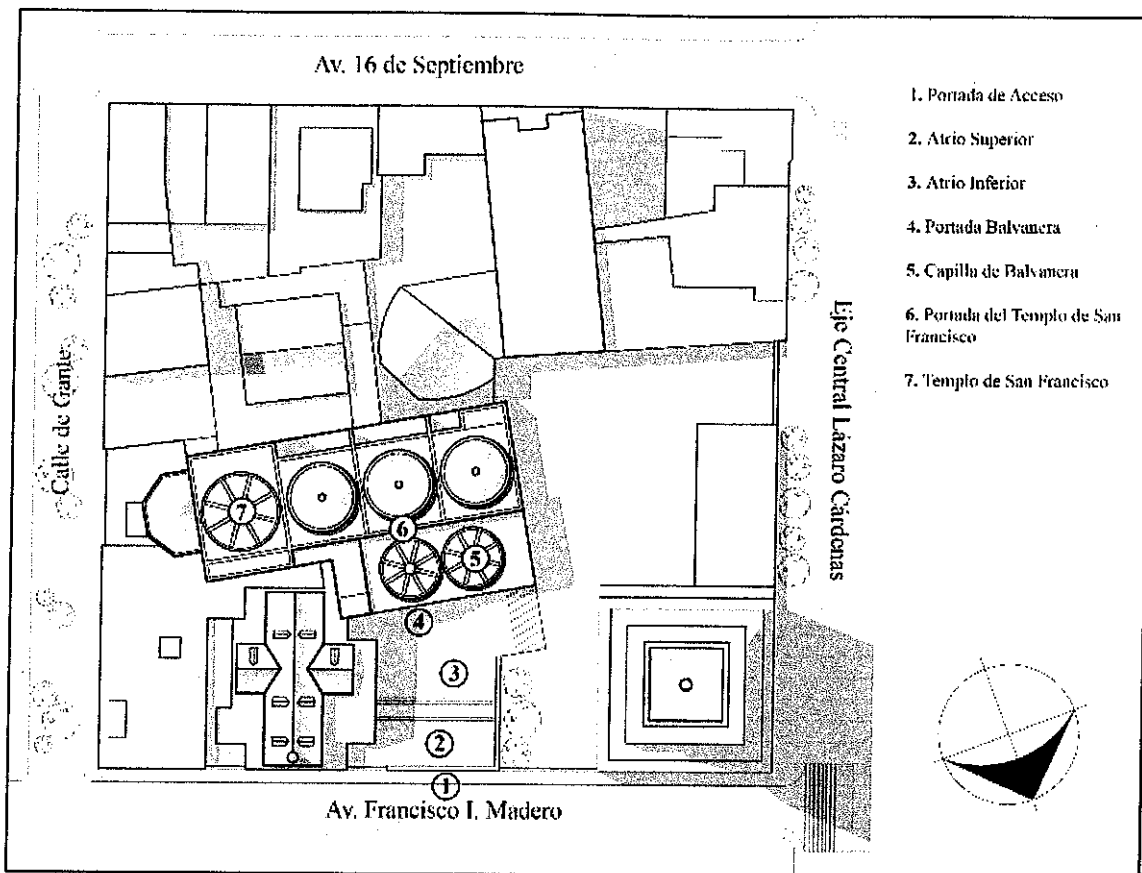 Av. 16 de Septiembre
1. Portada de Acceso
2. Atrio Superior
3. Atrio Inferior
4. Portada Balvanera
5. Capilla de Balvanera
6. Portada del Templo de San
Francisco
7. Templo de San Francisco
Calle de Gante
Eje Central Lázaro Cárdenas
7
6
5
4
3
2
1
Av. Francisco I. Madero